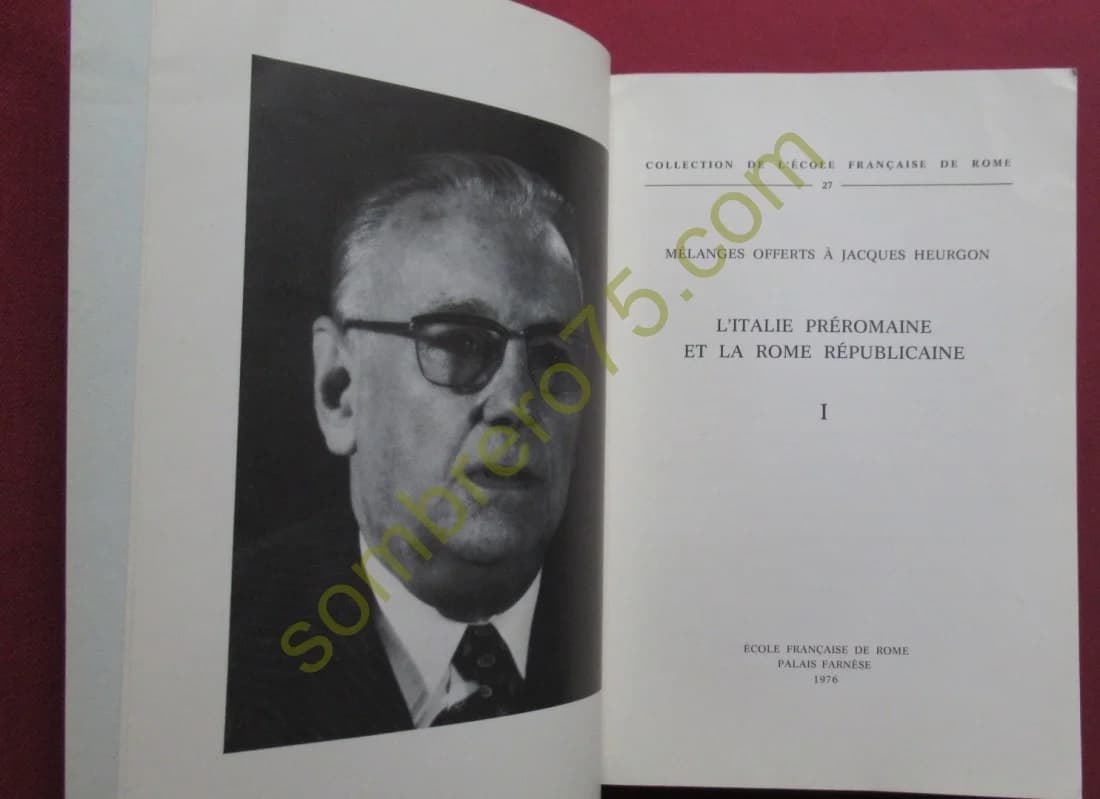 COLLECTION DE L'ÉCOLE FRANÇAISE DE ROME
27
MÉLANGES OFFERTS À JACQUES HEURGON
L'ITALIE PRÉROMAINE
ET LA ROME RÉPUBLICAINE
I
ÉCOLE FRANÇAISE DE ROME
PALAIS FARNÈSE
1976
sombrero75.com